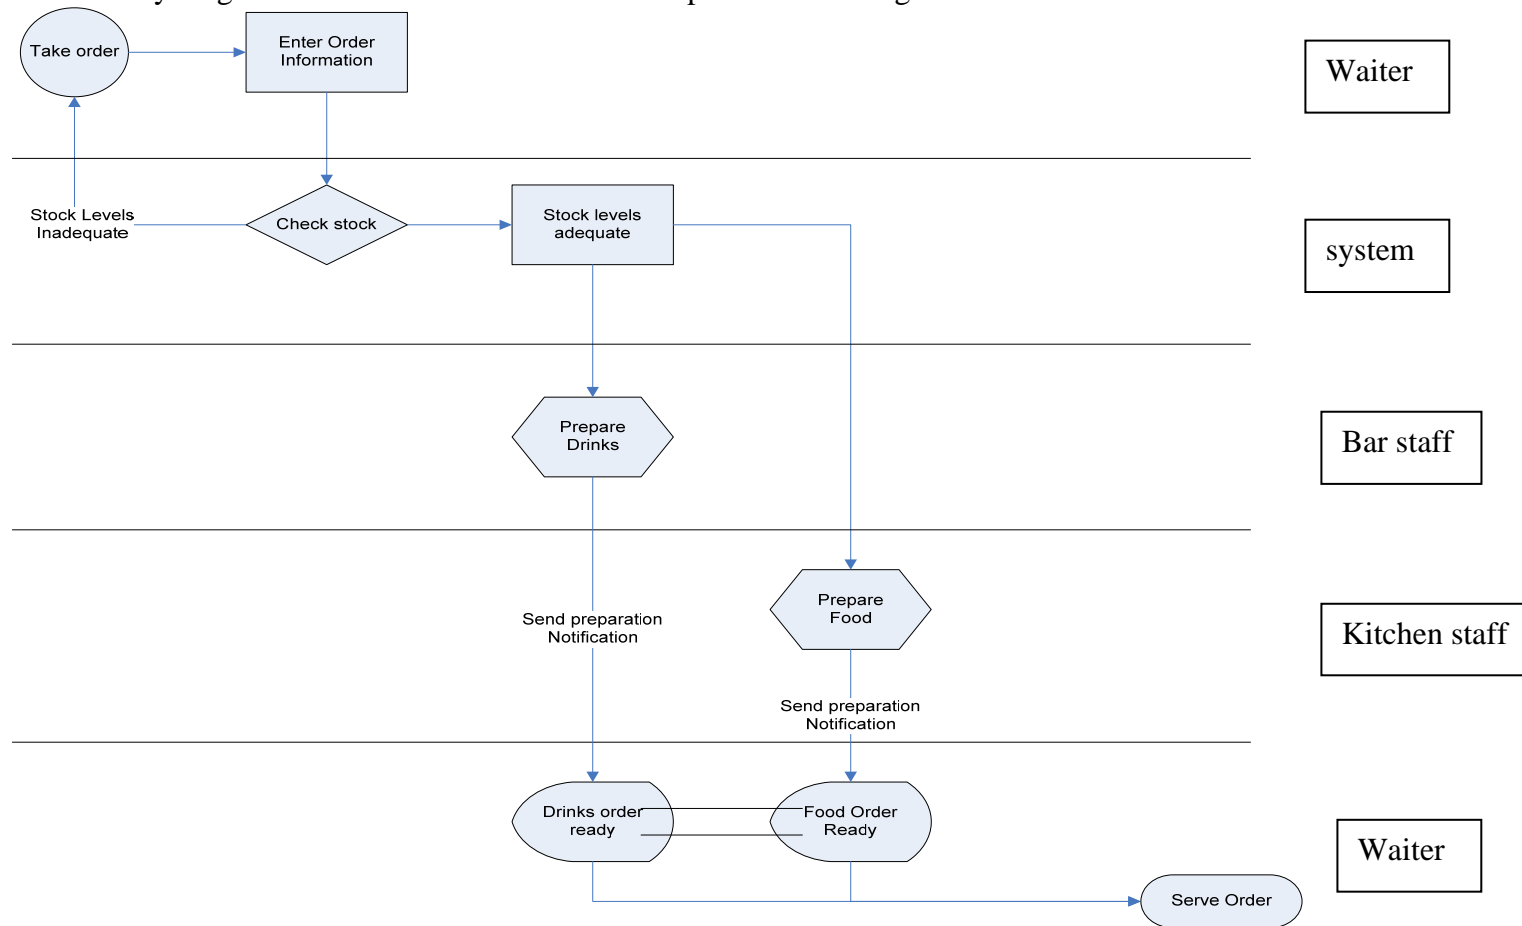 Take order
Enter Order
Information
Waiter
Stock Levels
Inadequate
Check stock
Stock levels
adequate
system
Prepare
Drinks
Bar staff
Send preparation
Notification
Prepare
Food
Kitchen staff
Send preparation
Notification
Drinks order
ready
Food Order
Ready
Waiter
Serve Order